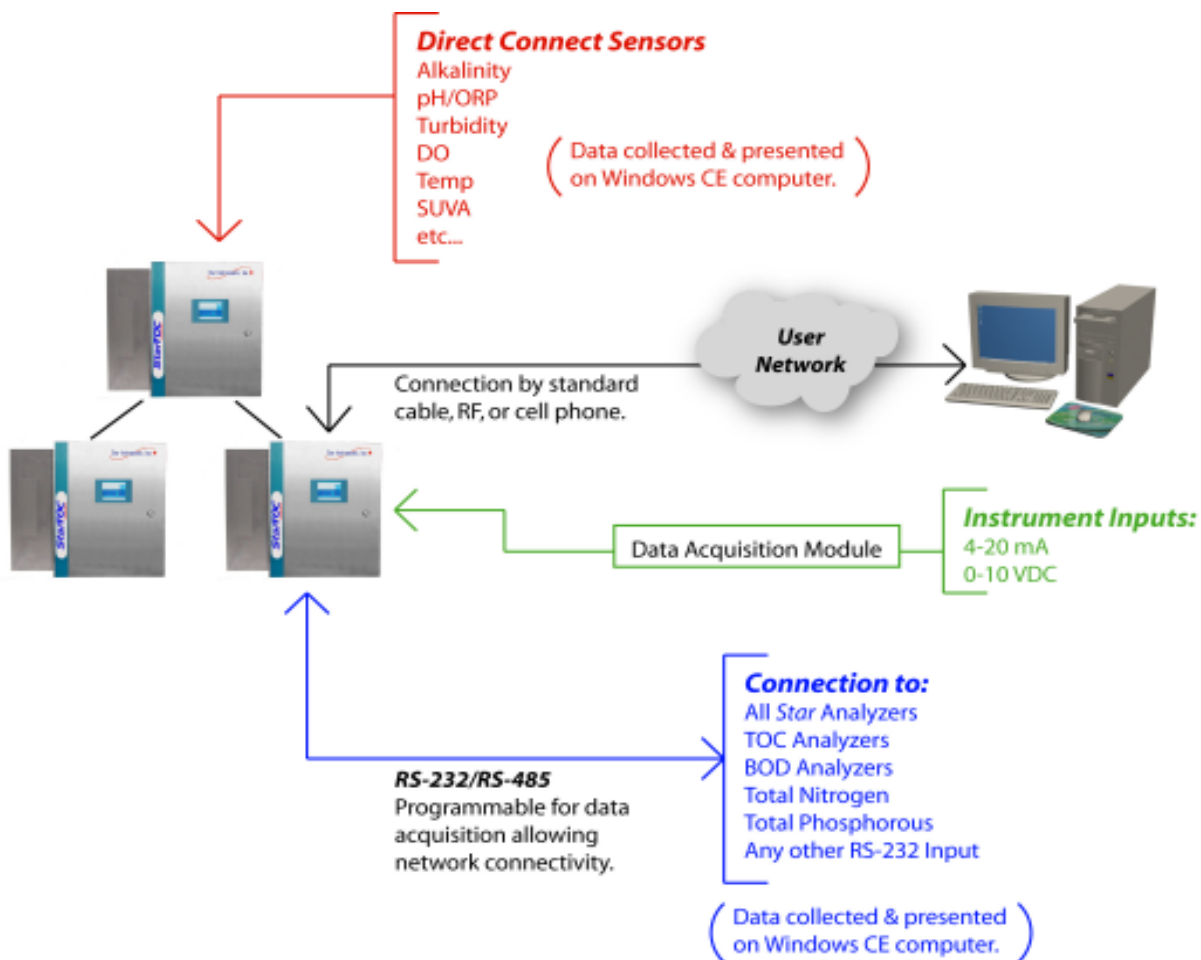 Direct Connect Sensors
Alkalinity
pH/ORP
Turbidity
DO
Temp
SUVA
etc...
Data collected & presented
on Windows CE computer.
StarTOC
User
Network
Connection by standard
cable, RF, or cell phone.
StarTOC
StarTOC
Data Acquisition Module
Instrument Inputs:
4-20 mA
0-10 VDC
RS-232/RS-485
Programmable for data
acquisition allowing
network connectivity.
Connection to:
All Star Analyzers
TOC Analyzers
BOD Analyzers
Total Nitrogen
Total Phosphorous
Any other RS-232 Input
Data collected & presented
on Windows CE computer.